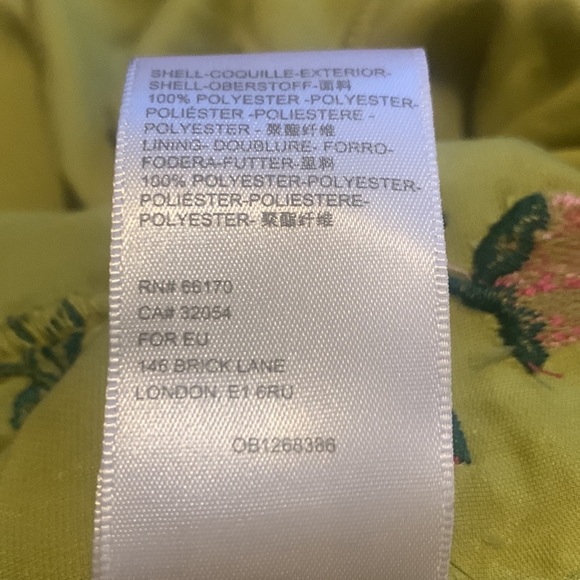 SHELL-COQUILLE-EXTERIOR-
SHELL-OBERSTOFF-面料
100% POLYESTER -POLYESTER-
POLIÉSTER -POLIESTERE -
POLYESTER - 聚酯纤维
LINING- DOUBLURE- FORRO-
FODERA-FUTTER-里料
100% POLYESTER-POLYESTER-
POLIESTER-POLIESTERE-
POLYESTER- 聚酯纤维
RN# 66170
CA# 32054
FOR EU
146 BRICK LANE
LONDON, E1 6RU
OB1268386